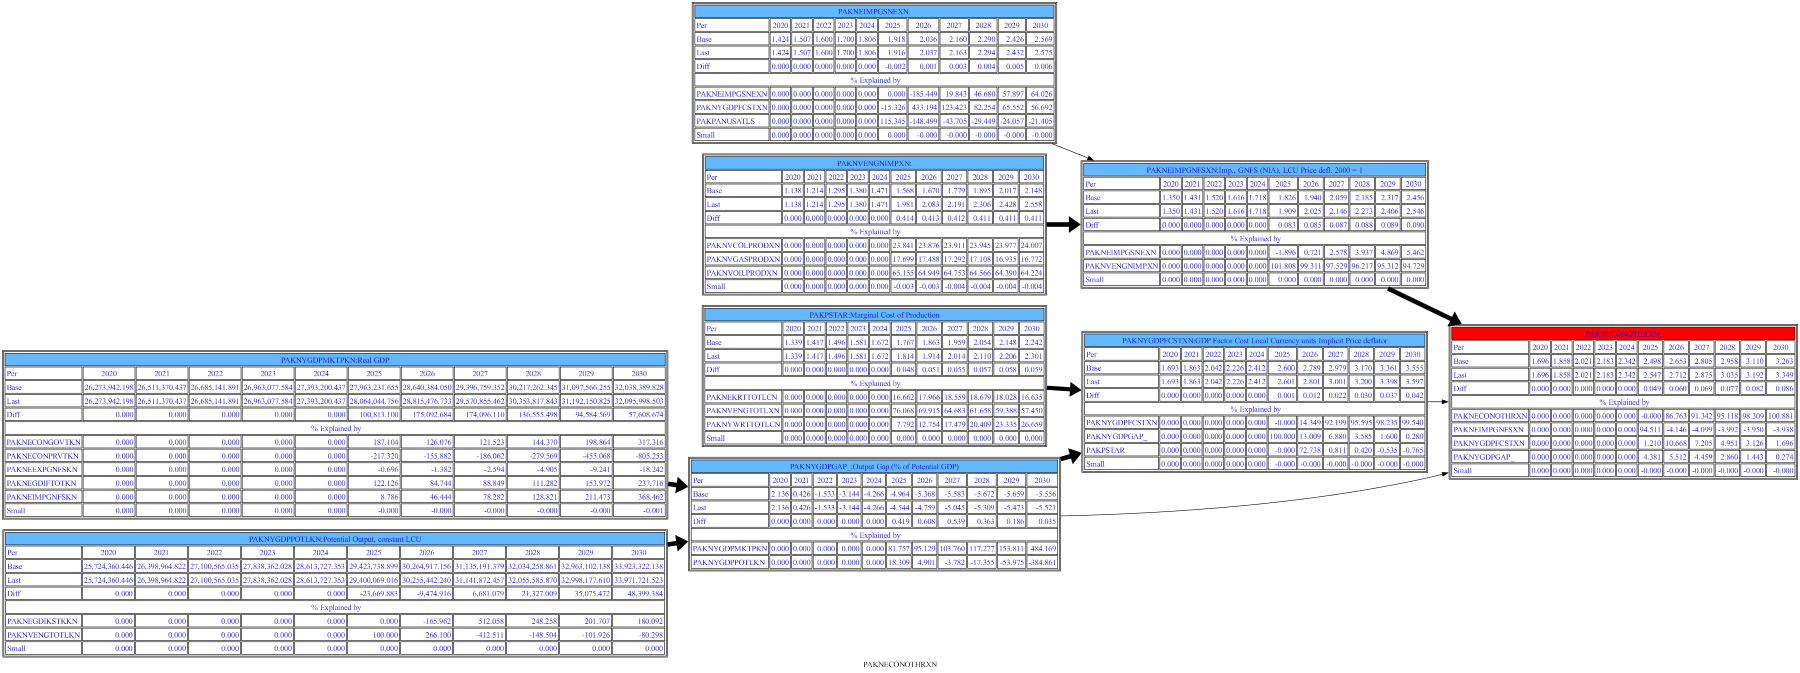 PAKNEIMPGSNEXN:
Per 2020 2021 2022 2023 2024 2025 2026 2027 2028 2029 2030
Base 1.424 1.507 1.600 1.700 1.806 1.918 2.036 2.160 2.290 2.426 2.569
Last 1.424 1.507 1.600 1.700 1.806 1.916 2.037 2.163 2.294 2.432 2.575
Diff 0.000 0.000 0.000 0.000 0.000 -0.002 0.001 0.003 0.004 0.005 0.006
% Explained by
PAKNEIMPGSNEXN 0.000 0.000 0.000 0.000 0.000 0.000 -185.449 19.843 46.680 57.897 64.026
PAKNYGDPFCSTXN 0.000 0.000 0.000 0.000 0.000 -15.326 433.194 123.423 82.254 65.552 56.692
PAKPANUSATLS 0.000 0.000 0.000 0.000 0.000 115.345 -148.499 -43.705 -29.449 -24.057 -21.405
Small 0.000 0.000 0.000 0.000 0.000 0.000 -0.000 -0.000 -0.000 -0.000 -0.000
PAKNVENGNIMPXN:
Per 2020 2021 2022 2023 2024 2025 2026 2027 2028 2029 2030
Base 1.138 1.214 1.295 1.380 1.471 1.568 1.670 1.779 1.895 2.017 2.148
Last 1.138 1.214 1.295 1.380 1.471 1.981 2.083 2.191 2.306 2.428 2.558
Diff 0.000 0.000 0.000 0.000 0.000 0.414 0.413 0.412 0.411 0.411 0.411
% Explained by
PAKNVCOLPRODXN 0.000 0.000 0.000 0.000 0.000 23.841 23.876 23.911 23.945 23.977 24.007
PAKNVGASPRODXN 0.000 0.000 0.000 0.000 0.000 17.699 17.488 17.292 17.108 16.935 16.772
PAKNVOILPRODXN 0.000 0.000 0.000 0.000 0.000 65.155 64.949 64.753 64.566 64.390 64.224
Small 0.000 0.000 0.000 0.000 0.000 -0.003 -0.003 -0.004 -0.004 -0.004 -0.004
PAKNEIMPGNFSXN:Imp., GNFS (NIA), LCU Price defl. 2000 = 1
Per 2020 2021 2022 2023 2024 2025 2026 2027 2028 2029 2030
Base 1.350 1.431 1.520 1.616 1.718 1.826 1.940 2.059 2.185 2.317 2.456
Last 1.350 1.431 1.520 1.616 1.718 1.909 2.025 2.146 2.273 2.406 2.546
Diff 0.000 0.000 0.000 0.000 0.000 0.083 0.085 0.087 0.088 0.089 0.090
% Explained by
PAKNEIMPGSNEXN 0.000 0.000 0.000 0.000 0.000 -1.896 0.721 2.578 3.937 4.869 5.462
PAKNVENGNIMPXN 0.000 0.000 0.000 0.000 0.000 101.808 99.311 97.529 96.217 95.312 94.729
Small 0.000 0.000 0.000 0.000 0.000 0.000 0.000 0.000 0.000 0.000 0.000
PAKPSTAR:Marginal Cost of Production
Per 2020 2021 2022 2023 2024 2025 2026 2027 2028 2029 2030
Base 1.339 1.417 1.496 1.581 1.672 1.767 1.863 1.959 2.054 2.148 2.242
Last 1.339 1.417 1.496 1.581 1.672 1.814 1.914 2.014 2.110 2.206 2.301
Diff 0.000 0.000 0.000 0.000 0.000 0.048 0.051 0.055 0.057 0.058 0.059
% Explained by
PAKNEKRTTOTLCN 0.000 0.000 0.000 0.000 0.000 16.662 17.966 18.559 18.679 18.028 16.635
PAKNVENGTOTLXN 0.000 0.000 0.000 0.000 0.000 76.068 69.915 64.683 61.658 59.388 57.450
PAKNYWRTTOTLCN 0.000 0.000 0.000 0.000 0.000 7.792 12.754 17.479 20.409 23.335 26.659
Small 0.000 0.000 0.000 0.000 0.000 0.000 0.000 0.000 0.000 0.000 0.000
PAKNYGDPFCSTXN:GDP Factor Cost Local Currency units Implicit Price deflator
Per 2020 2021 2022 2023 2024 2025 2026 2027 2028 2029 2030
Base 1.693 1.863 2.042 2.226 2.412 2.600 2.789 2.979 3.170 3.361 3.555
Last 1.693 1.863 2.042 2.226 2.412 2.601 2.801 3.001 3.200 3.398 3.597
Diff 0.000 0.000 0.000 0.000 0.000 0.001 0.012 0.022 0.030 0.037 0.042
% Explained by
PAKNYGDPFCSTXN 0.000 0.000 0.000 0.000 0.000 -0.000 14.349 92.199 95.595 98.235 99.540
PAKNYGDPGAP_ 0.000 0.000 0.000 0.000 0.000 100.000 13.009 6.880 3.585 1.600 0.280
PAKPSTAR 0.000 0.000 0.000 0.000 0.000 -0.000 72.738 0.811 0.420 -0.535 -0.765
Small 0.000 0.000 0.000 0.000 0.000 -0.000 -0.000 -0.000 -0.000 -0.000 -0.000
PAKNECONOTHRXN:
Per 2020 2021 2022 2023 2024 2025 2026 2027 2028 2029 2030
Base 1.696 1.858 2.021 2.183 2.342 2.498 2.653 2.805 2.958 3.110 3.263
Last 1.696 1.858 2.021 2.183 2.342 2.547 2.712 2.875 3.035 3.192 3.349
Diff 0.000 0.000 0.000 0.000 0.000 0.049 0.060 0.069 0.077 0.082 0.086
% Explained by
PAKNECONOTHRXN 0.000 0.000 0.000 0.000 0.000 -0.000 86.763 91.342 95.118 98.309 100.881
PAKNEIMPGNFSXN 0.000 0.000 0.000 0.000 0.000 94.511 -4.146 -4.099 -3.992 -3.950 -3.938
PAKNYGDPFCSTXN 0.000 0.000 0.000 0.000 0.000 1.210 10.668 7.205 4.951 3.126 1.696
PAKNYGDPGAP_ 0.000 0.000 0.000 0.000 0.000 4.381 5.512 4.459 2.860 1.443 0.274
Small 0.000 0.000 0.000 0.000 0.000 -0.000 -0.000 -0.000 -0.000 -0.000 -0.000
PAKNYGDPMKTPKN:Real GDP
Per 2020 2021 2022 2023 2024 2025 2026 2027 2028 2029 2030
Base 26,273,942.198 26,511,370.437 26,685,141.891 26,963,077.584 27,393,200.437 27,963,231.655 28,640,384.050 29,396,759.352 30,217,262.345 31,097,566.255 32,038,389.828
Last 26,273,942.198 26,511,370.437 26,685,141.891 26,963,077.584 27,393,200.437 28,064,044.756 28,815,476.733 29,570,855.462 30,353,817.843 31,192,150.825 32,095,998.503
Diff 0.000 0.000 0.000 0.000 0.000 100,813.100 175,092.684 174,096.110 136,555.498 94,584.569 57,608.674
% Explained by
PAKNECONGOVTKN 0.000 0.000 0.000 0.000 0.000 187.104 126.076 121.523 144.370 198.864 317.316
PAKNECONPRVTKN 0.000 0.000 0.000 0.000 0.000 -217.320 -155.882 -186.062 -279.569 -455.068 -805.253
PAKNEEXPGNFSKN 0.000 0.000 0.000 0.000 0.000 -0.696 -1.382 -2.594 -4.905 -9.241 -18.242
PAKNEGDIFTOTKN 0.000 0.000 0.000 0.000 0.000 122.126 84.744 88.849 111.282 153.972 237.716
PAKNEIMPGNFSKN 0.000 0.000 0.000 0.000 0.000 8.786 46.444 78.282 128.821 211.473 368.462
Small 0.000 0.000 0.000 0.000 0.000 -0.000 -0.000 -0.000 -0.000 -0.000 -0.001
PAKNYGDPGAP_:Output Gap (% of Potential GDP)
Per 2020 2021 2022 2023 2024 2025 2026 2027 2028 2029 2030
Base 2.136 0.426 -1.533 -3.144 -4.266 -4.964 -5.368 -5.583 -5.672 -5.659 -5.556
Last 2.136 0.426 -1.533 -3.144 -4.266 -4.544 -4.759 -5.045 -5.309 -5.473 -5.521
Diff 0.000 0.000 0.000 0.000 0.000 0.419 0.608 0.539 0.363 0.186 0.035
% Explained by
PAKNYGDPMKTPKN 0.000 0.000 0.000 0.000 0.000 81.757 95.129 103.760 117.277 153.811 484.169
PAKNYGDPPOTLKN 0.000 0.000 0.000 0.000 0.000 18.309 4.901 -3.782 -17.355 -53.975 -384.861
PAKNYGDPPOTLKN:Potential Output, constant LCU
Per 2020 2021 2022 2023 2024 2025 2026 2027 2028 2029 2030
Base 25,724,360.446 26,398,964.822 27,100,565.035 27,838,362.028 28,613,727.353 29,423,738.899 30,264,917.156 31,135,191.379 32,034,258.861 32,963,102.138 33,923,322.138
Last 25,724,360.446 26,398,964.822 27,100,565.035 27,838,362.028 28,613,727.353 29,400,069.016 30,255,442.240 31,141,872.457 32,055,585.870 32,998,177.610 33,971,721.523
Diff 0.000 0.000 0.000 0.000 0.000 -23,669.883 -9,474.916 6,681.079 21,327.009 35,075.472 48,399.384
% Explained by
PAKNEGDIKSTKKN 0.000 0.000 0.000 0.000 0.000 0.000 -165.962 512.058 248.258 201.707 180.092
PAKNVENGTOTLKN 0.000 0.000 0.000 0.000 0.000 100.000 266.100 -412.511 -148.504 -101.926 -80.298
Small 0.000 0.000 0.000 0.000 0.000 0.000 0.000 0.000 0.000 0.000 0.000
PAKNECONOTHRXN